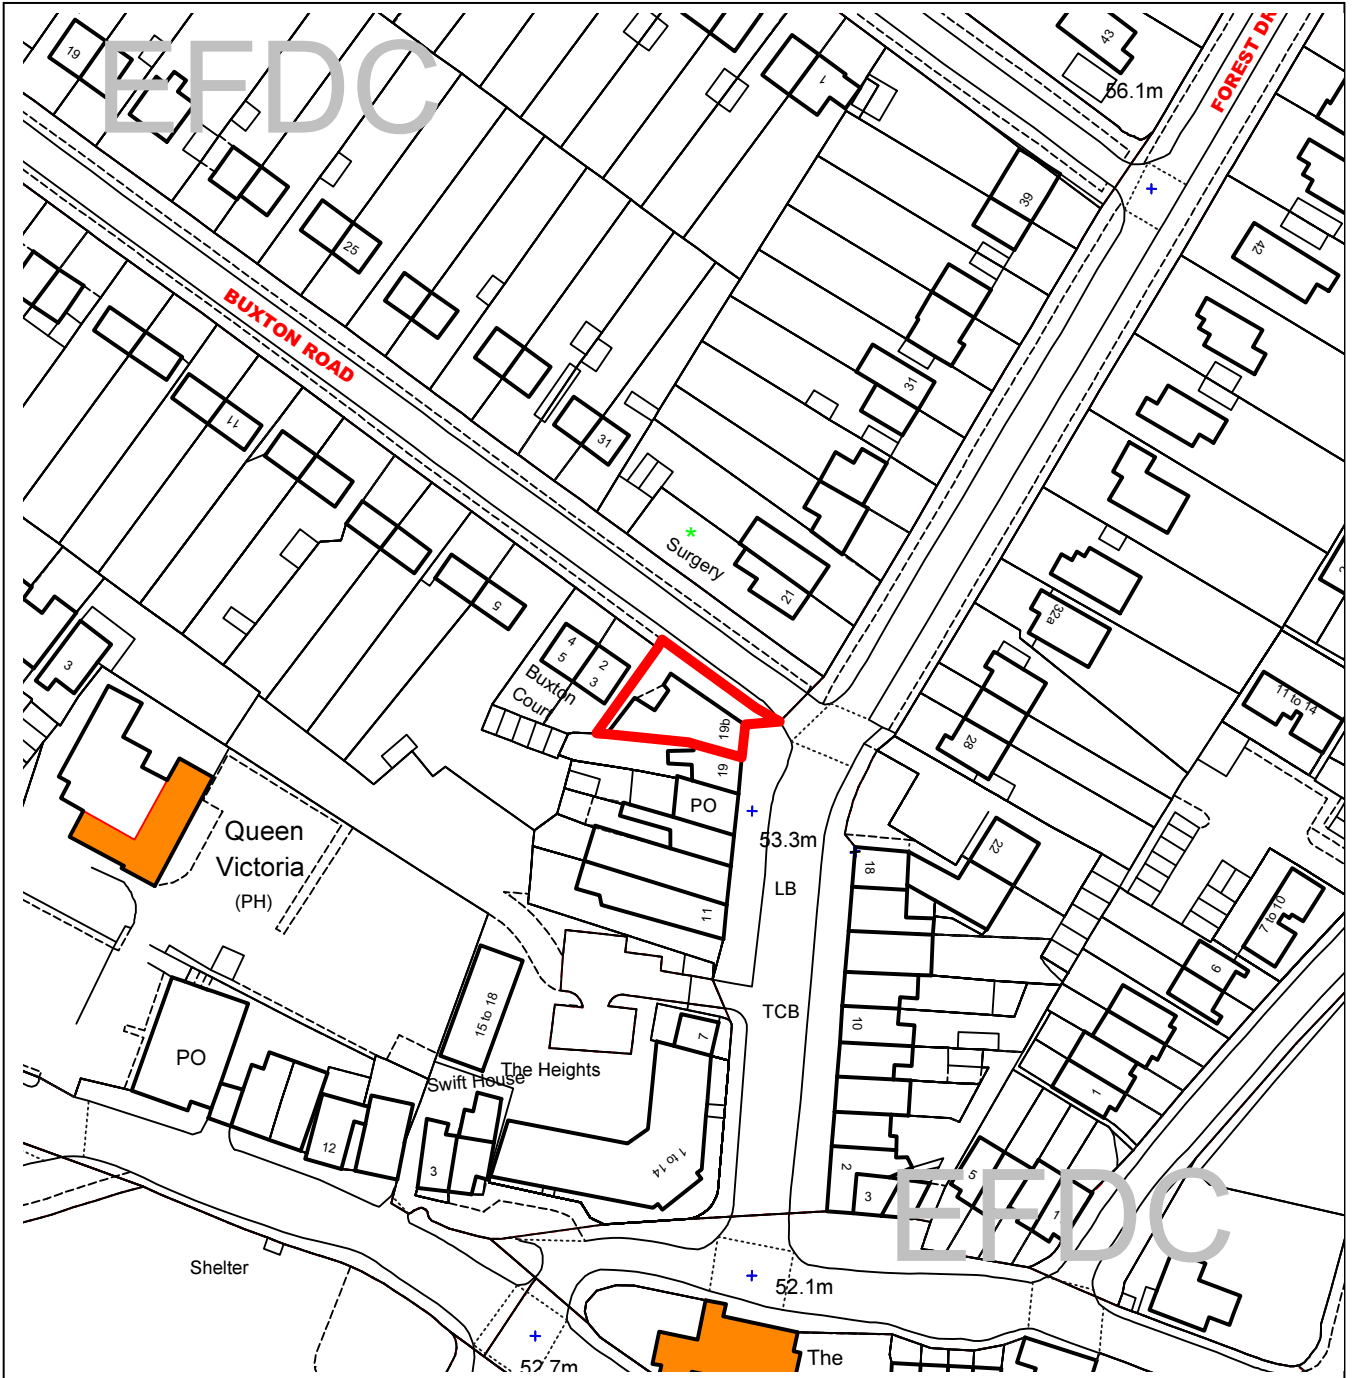 19
EFDC
1
43
56.1m
FOREST DR
39
42
25
BUXTON ROAD
31
11
31
Surgery
21
32a
5
4
5
2
3
Buxton
Court
3
19b
19
28
11 to 14
PO
Queen
Victoria
(PH)
53.3m
22
18
LB
11
7 to 10
6
15 to 18
TCB
10
7
PO
The Heights
Swift House
1
12
3
1 to 14
2
3
5
1
EFDC
Shelter
52.1m
52.7m
The